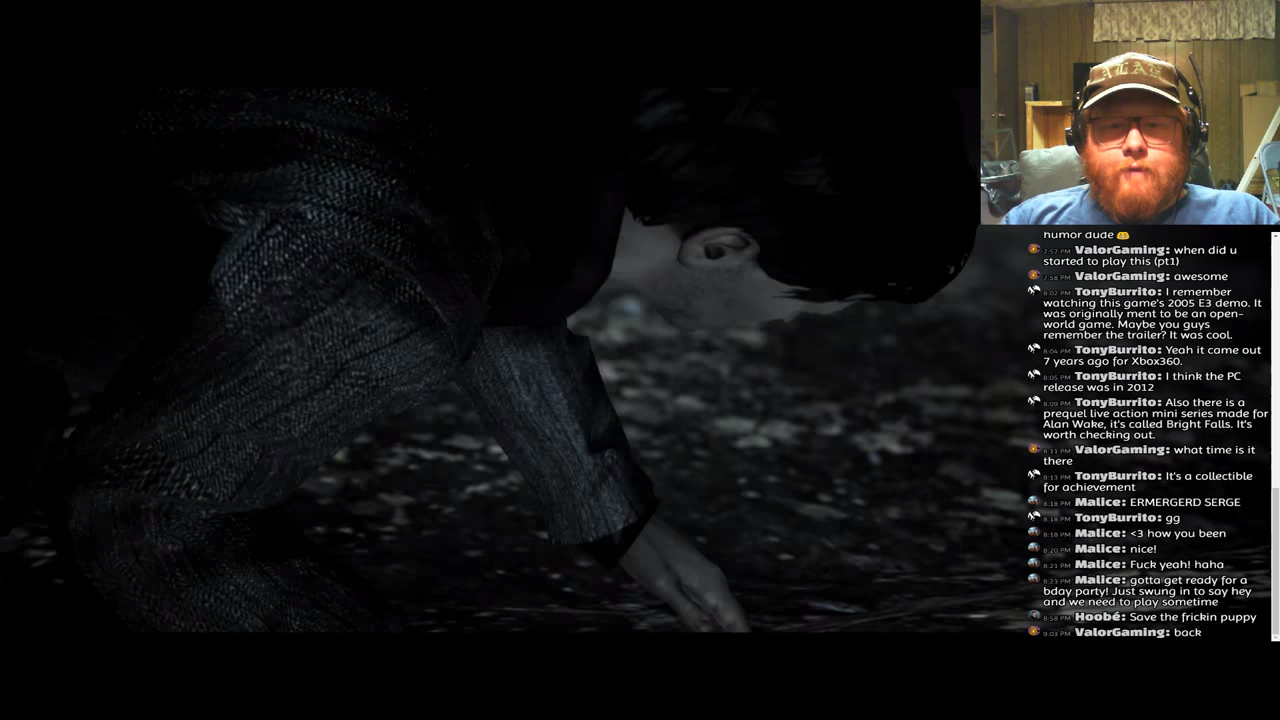 ALAN
humor dude
7:57 PM ValorGaming: when did u
started to play this (pt1)
7:58 PM ValorGaming: awesome
8:02 PM TonyBurrito: I remember
watching this game's 2005 E3 demo. It
was originally ment to be an open-
world game. Maybe you guys
remember the trailer? It was cool.
8:04 PM TonyBurrito: Yeah it came out
7 years ago for Xbox360.
8:05 PM TonyBurrito: I think the PC
release was in 2012
8:09 PM TonyBurrito: Also there is a
prequel live action mini series made for
Alan Wake, it's called Bright Falls. It's
worth checking out.
8:11 PM ValorGaming: what time is it
there
8:13 PM TonyBurrito: It's a collectible
for achievement
8:18 PM Malice: ERMERGERD SERGE
8:18 PM TonyBurrito: gg
8:18 PM Malice: <3 how you been
8:20 PM Malice: nice!
8:21 PM Malice: Fuck yeah! haha
8:23 PM Malice: gotta get ready for a
bday party! Just swung in to say hey
and we need to play sometime
8:58 PM Hoobé: Save the frickin puppy
9:03 PM ValorGaming: back